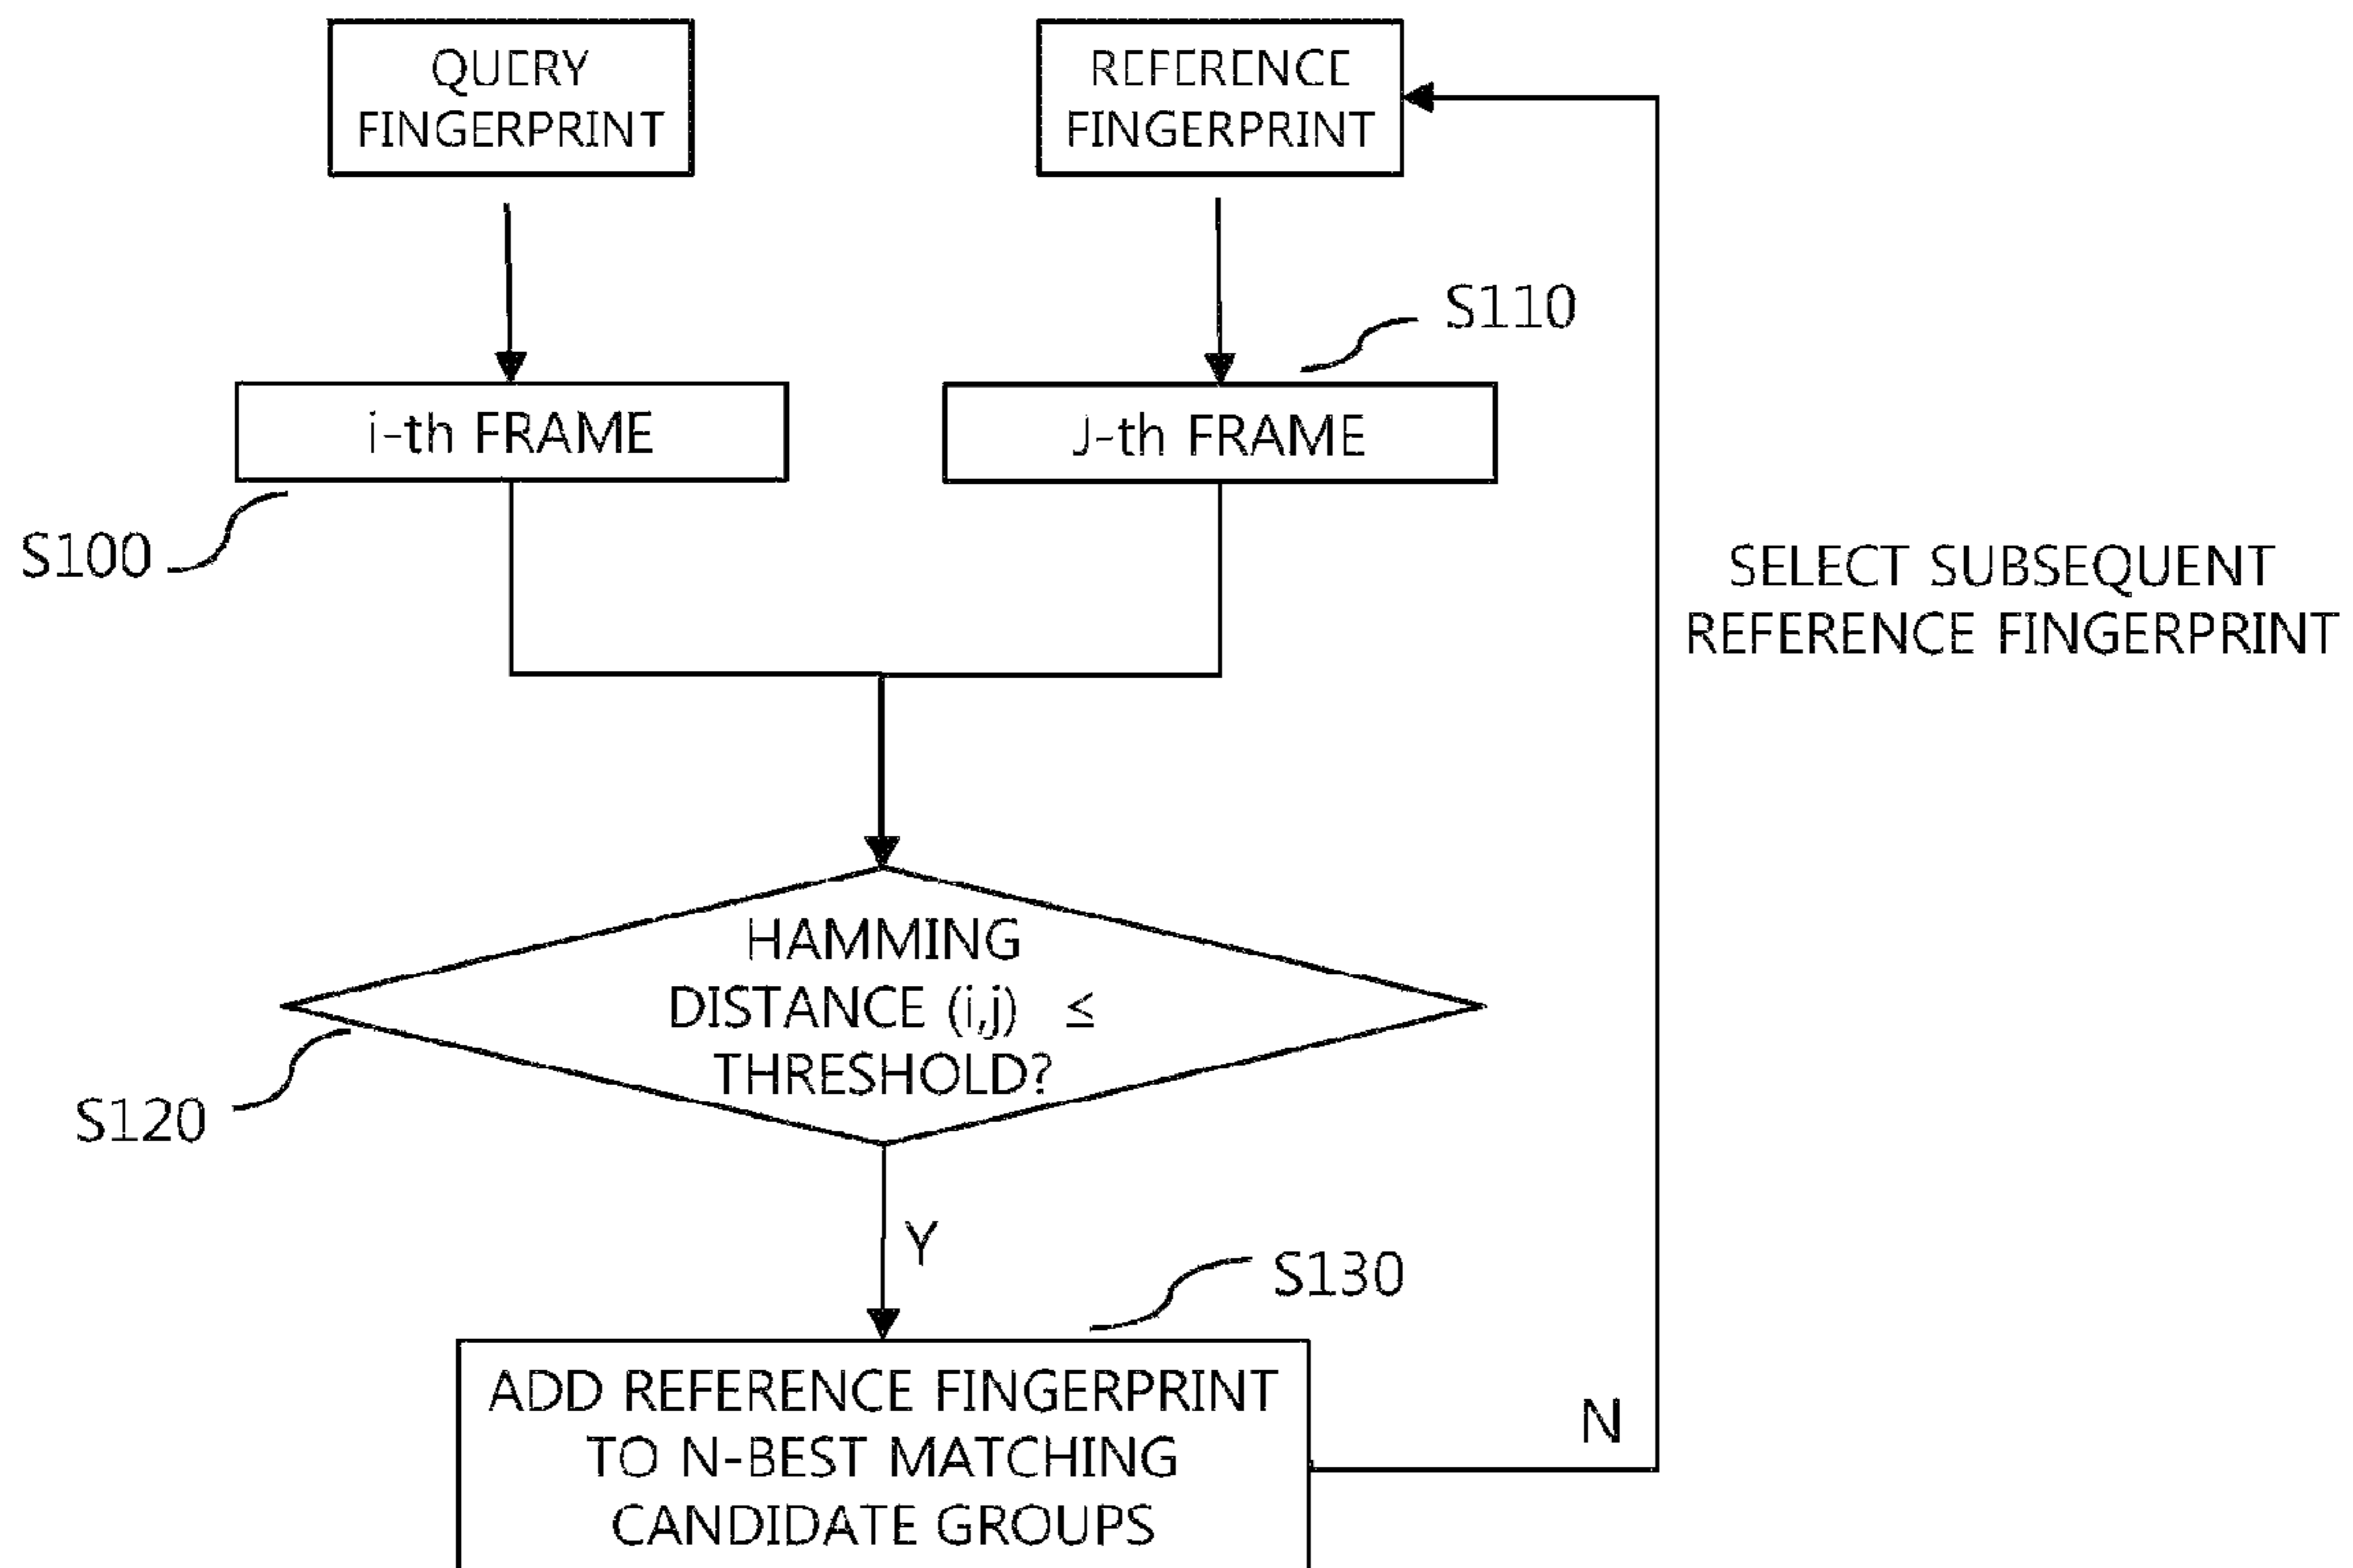 QUERY
FINGERPRINT
REFERENCE
FINGERPRINT
S110
i-th FRAME
J-th FRAME
S100
SELECT SUBSEQUENT
REFERENCE FINGERPRINT
HAMMING
DISTANCE (i,j) ≤
THRESHOLD?
S120
Y
S130
ADD REFERENCE FINGERPRINT
TO N-BEST MATCHING
CANDIDATE GROUPS
N